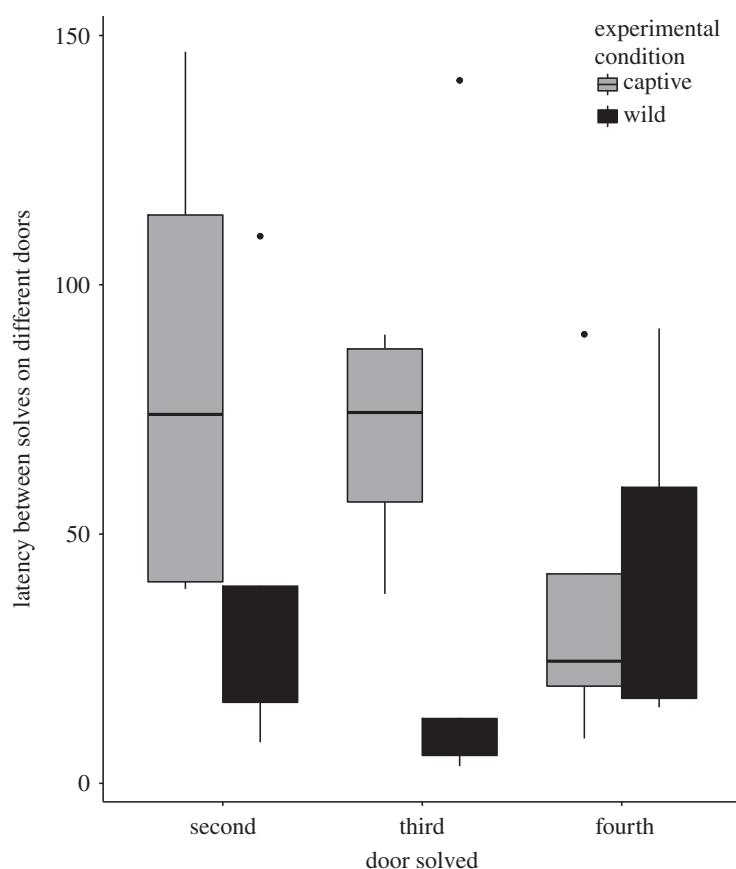 experimental
condition
captive
wild
150
100
50
0
latency between solves on different doors
second third fourth
door solved